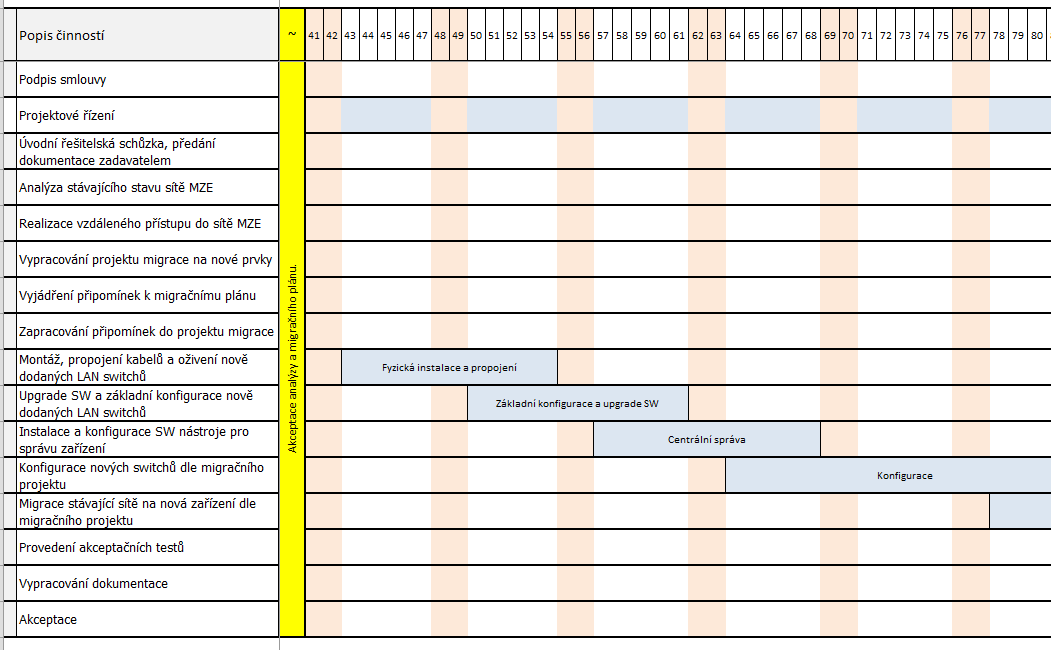 Popis činností
~
41 42 43 44 45 46 47 48 49 50 51 52 53 54 55 56 57 58 59 60 61 62 63 64 65 66 67 68 69 70 71 72 73 74 75 76 77 78 79 80
Akceptace analýzy a migračního plánu.
Podpis smlouvy
Projektové řízení
Úvodní řešitelská schůzka, předání
dokumentace zadavatelem
Analýza stávajícího stavu sítě MZE
Realizace vzdáleného přístupu do sítě MZE
Vypracování projektu migrace na nové prvky
Vyjádření připomínek k migračnímu plánu
Zapracování připomínek do projektu migrace
Montáž, propojení kabelů a oživení nově
dodaných LAN switchů
Fyzická instalace a propojení
Upgrade SW a základní konfigurace nově
dodaných LAN switchů
Základní konfigurace a upgrade SW
Instalace a konfigurace SW nástroje pro
správu zařízení
Centrální správa
Konfigurace nových switchů dle migračního
projektu
Konfigurace
Migrace stávající sítě na nová zařízení dle
migračního projektu
Provedení akceptačních testů
Vypracování dokumentace
Akceptace